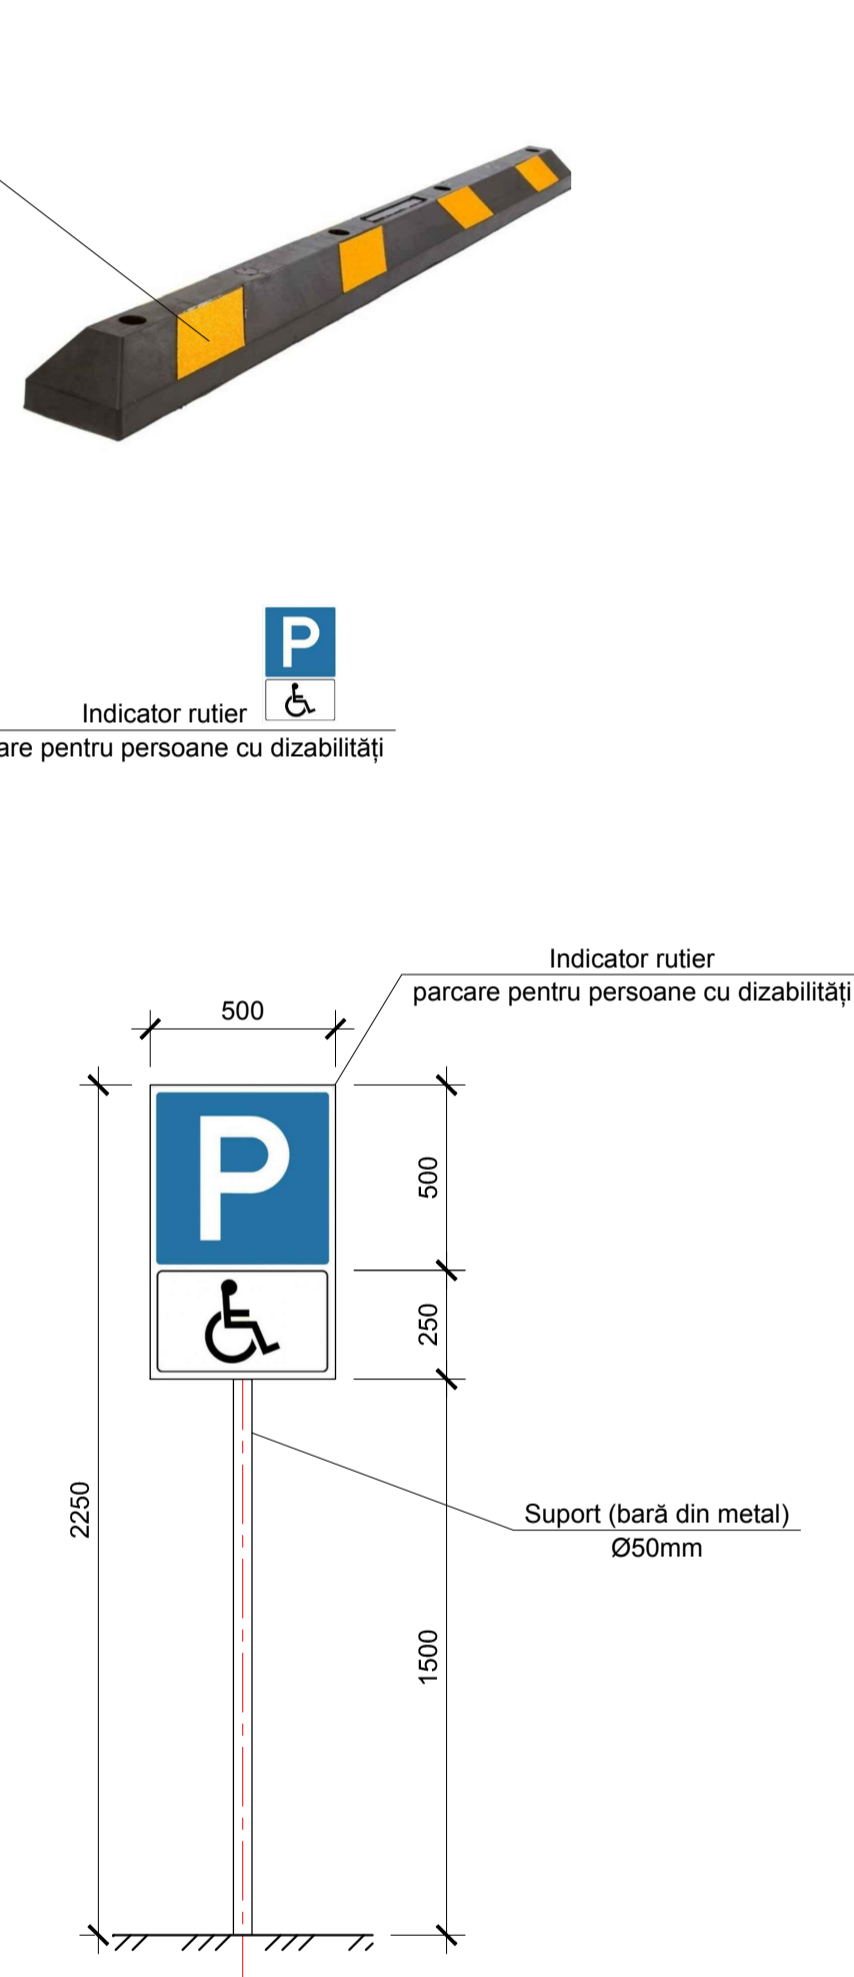 P
Indicator rutier
are pentru persoane cu dizabilități
Indicator rutier
parcare pentru persoane cu dizabilități
500
P
500
250
2250
Suport (bară din metal)
Ø50mm
1500